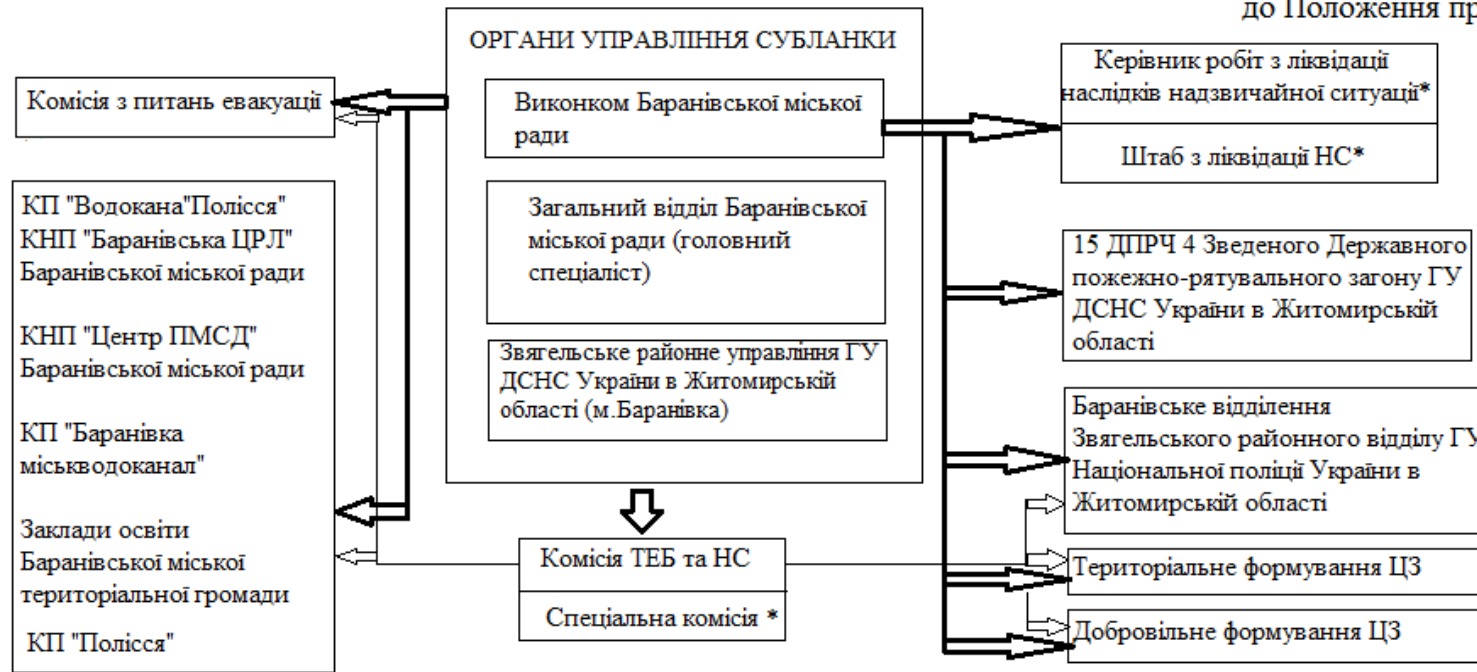 до Положення пр
ОРГАНИ УПРАВЛІННЯ СУБЛАНКИ
Комісія з питань евакуації
Виконком Баранівської міської
ради
Керівник робіт з ліквідації
наслідків надзвичайної ситуації*
Штаб з ліквідації НС*
КП "Водокана"Полісся"
КНП "Баранівська ЦРЛ"
Баранівської міської ради
КНП "Центр ПМСД"
Баранівської міської ради
КП "Баранівка
міськводоканал"
Заклади освіти
Баранівської міської
територіальної громади
КП "Полісся"
Загальний відділ Баранівської
міської ради (головний
спеціаліст)
Звягельське районне управління ГУ
ДСНС України в Житомирській
області (м.Баранівка)
15 ДПРЧ 4 Зведеного Державного
пожежно-рятувального загону ГУ
ДСНС України в Житомирській
області
Баранівське відділення
Звягельського районного відділу ГУ
Національної поліції України в
Житомирській області
Комісія ТЕБ та НС
Спеціальна комісія *
Територіальне формування ЦЗ
Добровільне формування ЦЗ